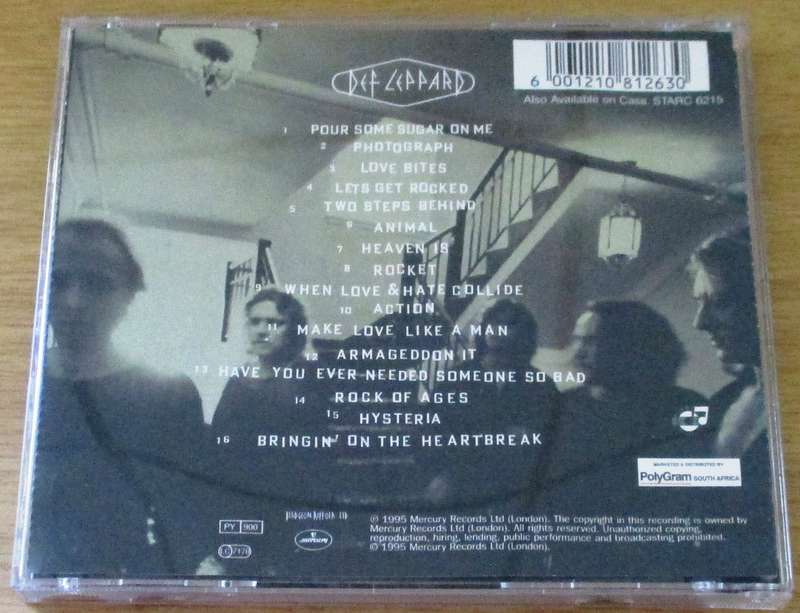 DEF LEPPARD
6 001210 812630
Also Available on Cass. STARC 6215
1 POUR SOME SUGAR ON ME
2 PHOTOGRAPH
3 LOVE BITES
4 LETS GET ROCKED
5 TWO STEPS BEHIND
6 ANIMAL
7 HEAVEN IS
8 ROCKET
9 WHEN LOVE & HATE COLLIDE
10 ACTION
11 MAKE LOVE LIKE A MAN
12 ARMAGEDDON IT
13 HAVE YOU EVER NEEDED SOMEONE SO BAD
14 ROCK OF AGES
15 HYSTERIA
16 BRINGIN' ON THE HEARTBREAK
MARKETED & DISTRIBUTED BY
PolyGram SOUTH AFRICA
PY 900
LC 7178
BLUDGEON RIFFOLA LTD
mercury
℗ 1995 Mercury Records Ltd (London). The copyright in this recording is owned by
Mercury Records Ltd (London). All rights reserved. Unauthorized copying,
reproduction, hiring, lending, public performance and broadcasting prohibited.
© 1995 Mercury Records Ltd (London).